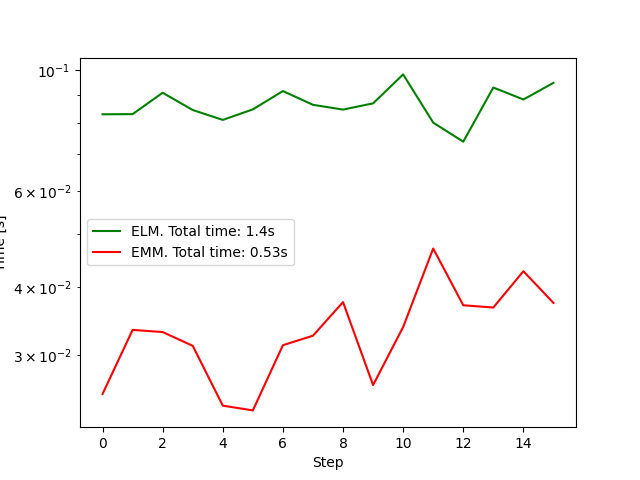 10⁻¹
6 × 10⁻²
4 × 10⁻²
3 × 10⁻²
Time [s]
ELM. Total time: 1.4s
EMM. Total time: 0.53s
0 2 4 6 8 10 12 14
Step